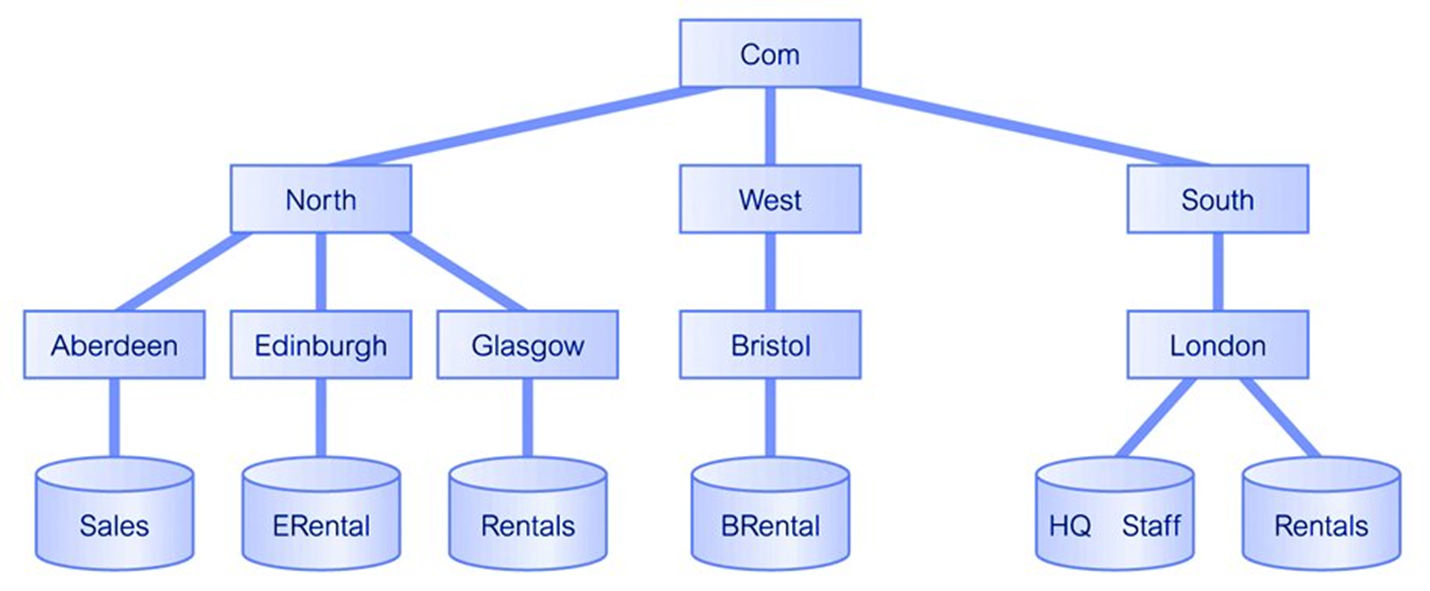 Com
North
West
South
Aberdeen
Edinburgh
Glasgow
Bristol
London
Sales
ERental
Rentals
BRental
HQ Staff
Rentals